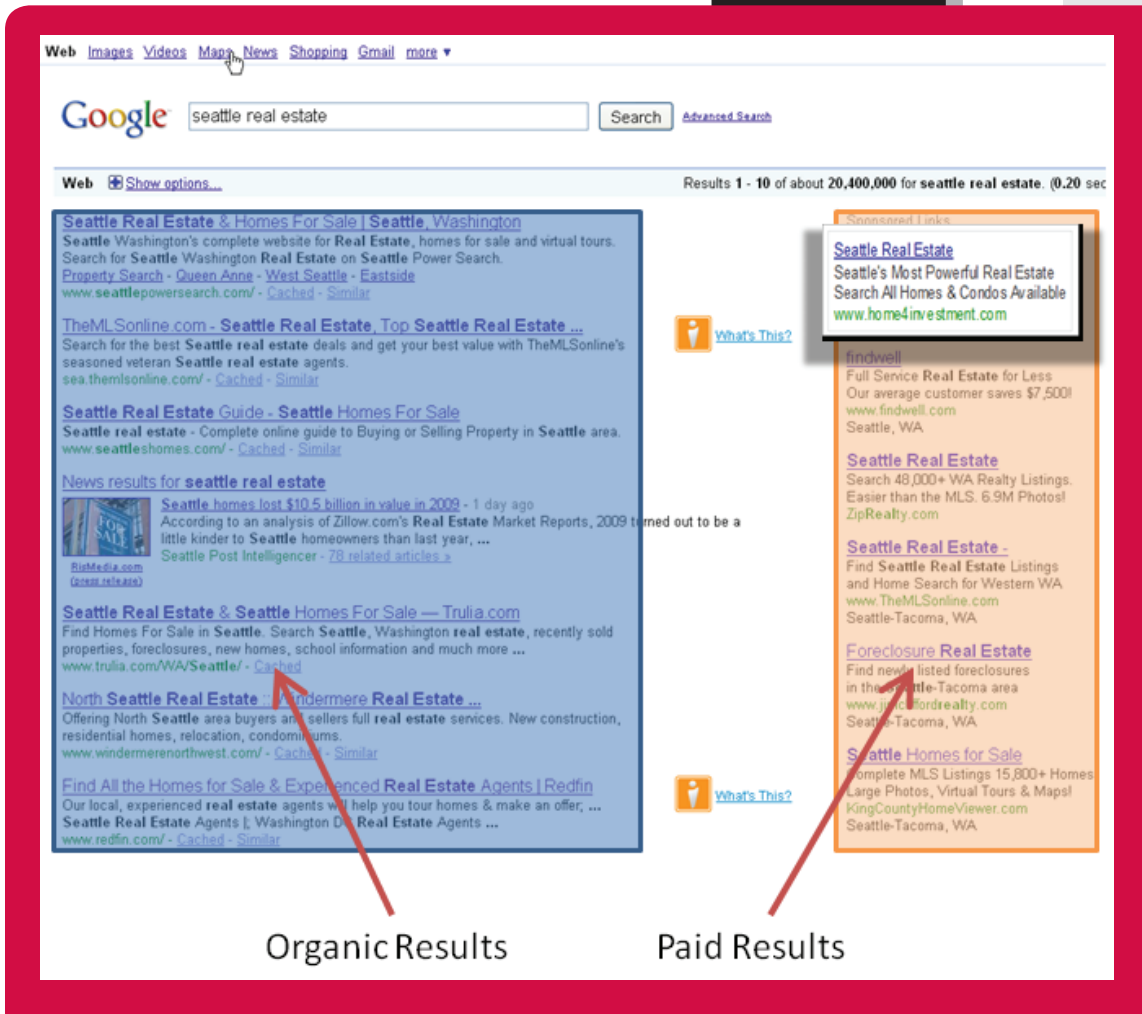 Web Images Videos Maps News Shopping Gmail more ▼
Google seattle real estate Search Advanced Search
Web Show options... Results 1 - 10 of about 20,400,000 for seattle real estate. (0.20 sec
Seattle Real Estate & Homes For Sale | Seattle, Washington
Seattle Washington's complete website for Real Estate, homes for sale and virtual tours.
Search for Seattle Washington Real Estate on Seattle Power Search.
Property Search - Queen Anne - West Seattle - Eastside
www.seattlepowersearch.com/ - Cached - Similar
TheMLSonline.com - Seattle Real Estate, Top Seattle Real Estate ...
Search for the best Seattle real estate deals and get your best value with TheMLSonline's
seasoned veteran Seattle real estate agents.
sea.themlsonline.com/ - Cached - Similar
What's This?
Seattle Real Estate Guide - Seattle Homes For Sale
Seattle real estate - Complete online guide to Buying or Selling Property in Seattle area.
www.seattleshomes.com/ - Cached - Similar
News results for seattle real estate
FOR SALE
RisMedia.com
(press release)
Seattle homes lost $10.5 billion in value in 2009 - 1 day ago
According to an analysis of Zillow.com's Real Estate Market Reports, 2009 turned out to be a
little kinder to Seattle homeowners than last year, ...
Seattle Post Intelligencer - 78 related articles »
Seattle Real Estate & Seattle Homes For Sale — Trulia.com
Find Homes For Sale in Seattle. Search Seattle, Washington real estate, recently sold
properties, foreclosures, new homes, school information and much more ...
www.trulia.com/WA/Seattle/ - Cached
North Seattle Real Estate :: Windermere Real Estate ...
Offering North Seattle area buyers and sellers full real estate services. New construction,
residential homes, relocation, condominiums.
www.windermerenorthwest.com/ - Cached - Similar
Find All the Homes for Sale & Experienced Real Estate Agents | Redfin
Our local, experienced real estate agents will help you tour homes & make an offer; ...
Seattle Real Estate Agents |; Washington DC Real Estate Agents ...
www.redfin.com/ - Cached - Similar
What's This?
Sponsored Links
Seattle Real Estate
Seattle's Most Powerful Real Estate
Search All Homes & Condos Available
www.home4investment.com
findwell
Full Service Real Estate for Less
Our average customer saves $7,500!
www.findwell.com
Seattle, WA
Seattle Real Estate
Search 48,000+ WA Realty Listings.
Easier than the MLS. 6.9M Photos!
ZipRealty.com
Seattle Real Estate -
Find Seattle Real Estate Listings
and Home Search for Western WA
www.TheMLSonline.com
Seattle-Tacoma, WA
Foreclosure Real Estate
Find newly listed foreclosures
in the Seattle-Tacoma area
Seattle-Tacoma, WA
Seattle Homes for Sale
Complete MLS Listings 15,800+ Homes
Large Photos, Virtual Tours & Maps!
KingCountyHomeViewer.com
Seattle-Tacoma, WA
Organic Results
Paid Results